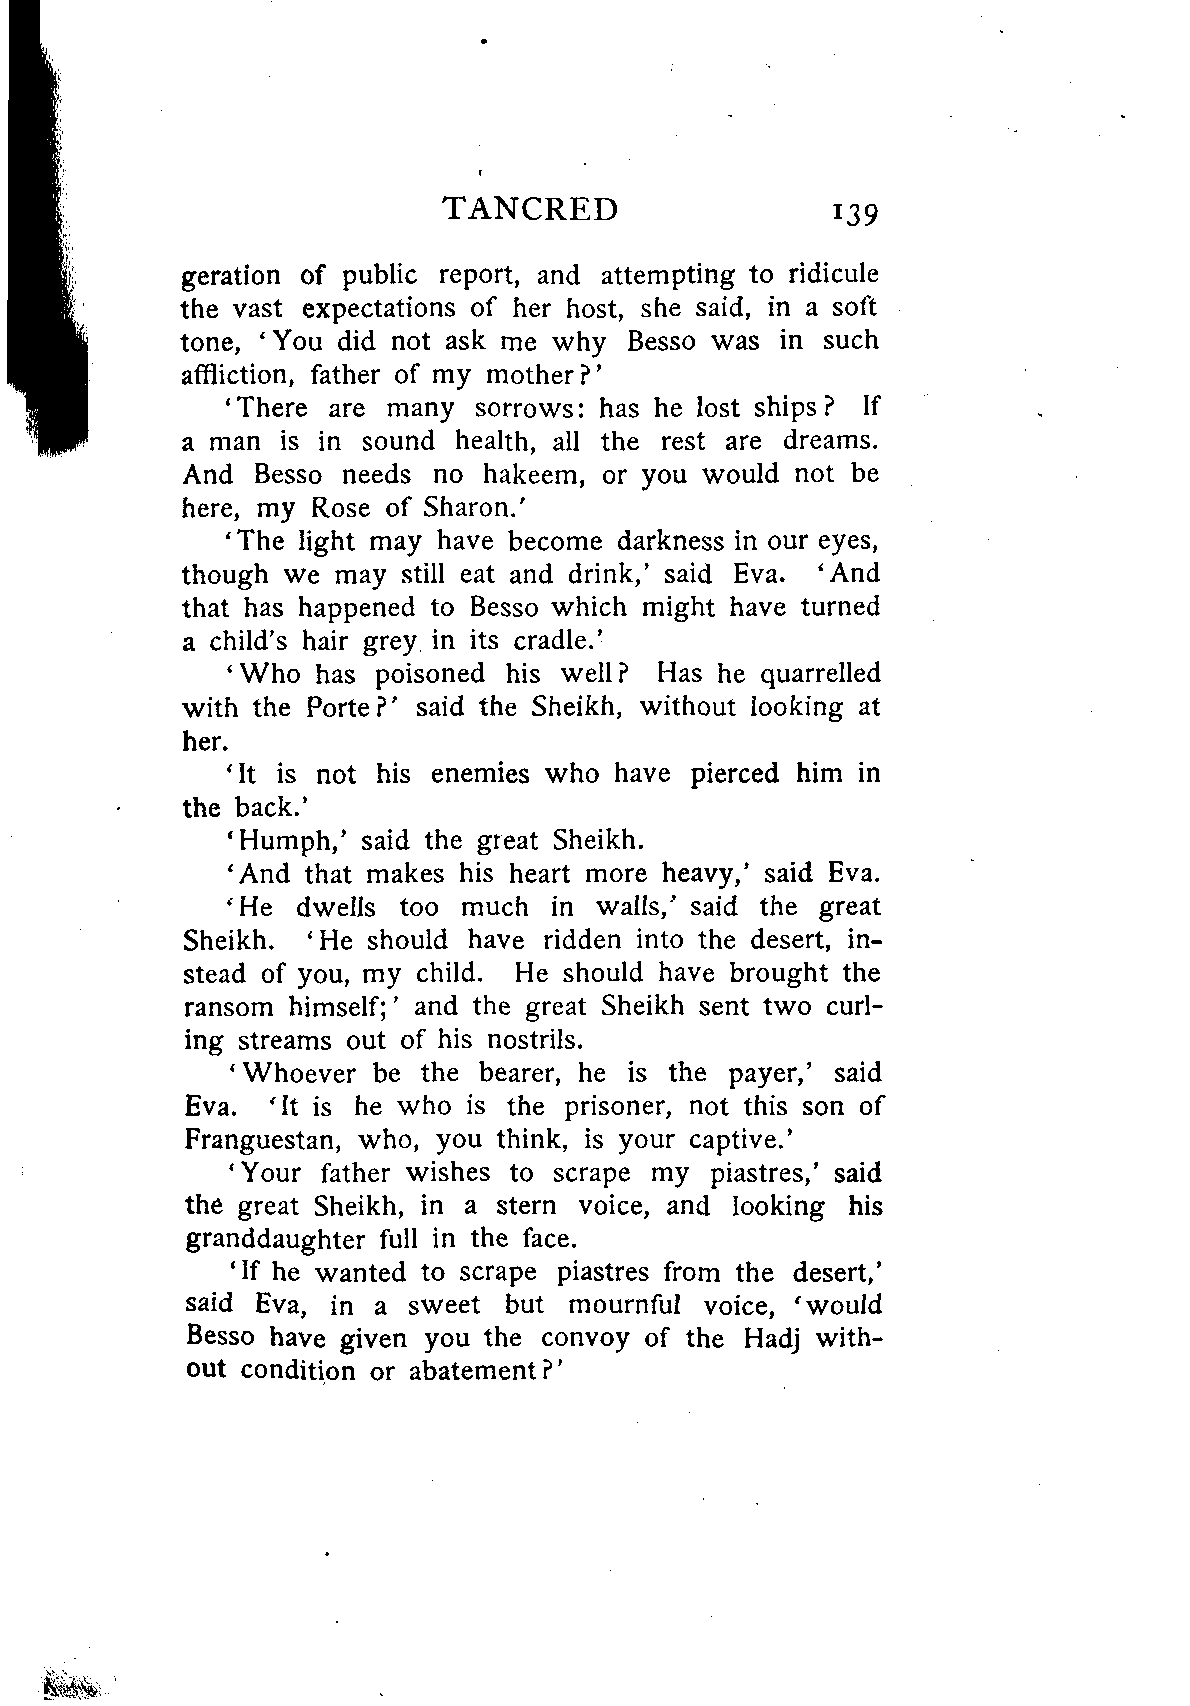 TANCRED 139
geration of public report, and attempting to ridicule
the vast expectations of her host, she said, in a soft
tone, ‘You did not ask me why Besso was in such
affliction, father of my mother?’
‘There are many sorrows: has he lost ships? If
a man is in sound health, all the rest are dreams.
And Besso needs no hakeem, or you would not be
here, my Rose of Sharon.’
‘The light may have become darkness in our eyes,
though we may still eat and drink,’ said Eva. ‘And
that has happened to Besso which might have turned
a child's hair grey in its cradle.’
‘Who has poisoned his well? Has he quarrelled
with the Porte?’ said the Sheikh, without looking at
her.
‘It is not his enemies who have pierced him in
the back.’
‘Humph,’ said the great Sheikh.
‘And that makes his heart more heavy,’ said Eva.
‘He dwells too much in walls,’ said the great
Sheikh. ‘He should have ridden into the desert, in-
stead of you, my child. He should have brought the
ransom himself;’ and the great Sheikh sent two curl-
ing streams out of his nostrils.
‘Whoever be the bearer, he is the payer,’ said
Eva. ‘It is he who is the prisoner, not this son of
Franguestan, who, you think, is your captive.’
‘Your father wishes to scrape my piastres,’ said
the great Sheikh, in a stern voice, and looking his
granddaughter full in the face.
‘If he wanted to scrape piastres from the desert,’
said Eva, in a sweet but mournful voice, ‘would
Besso have given you the convoy of the Hadj with-
out condition or abatement?’